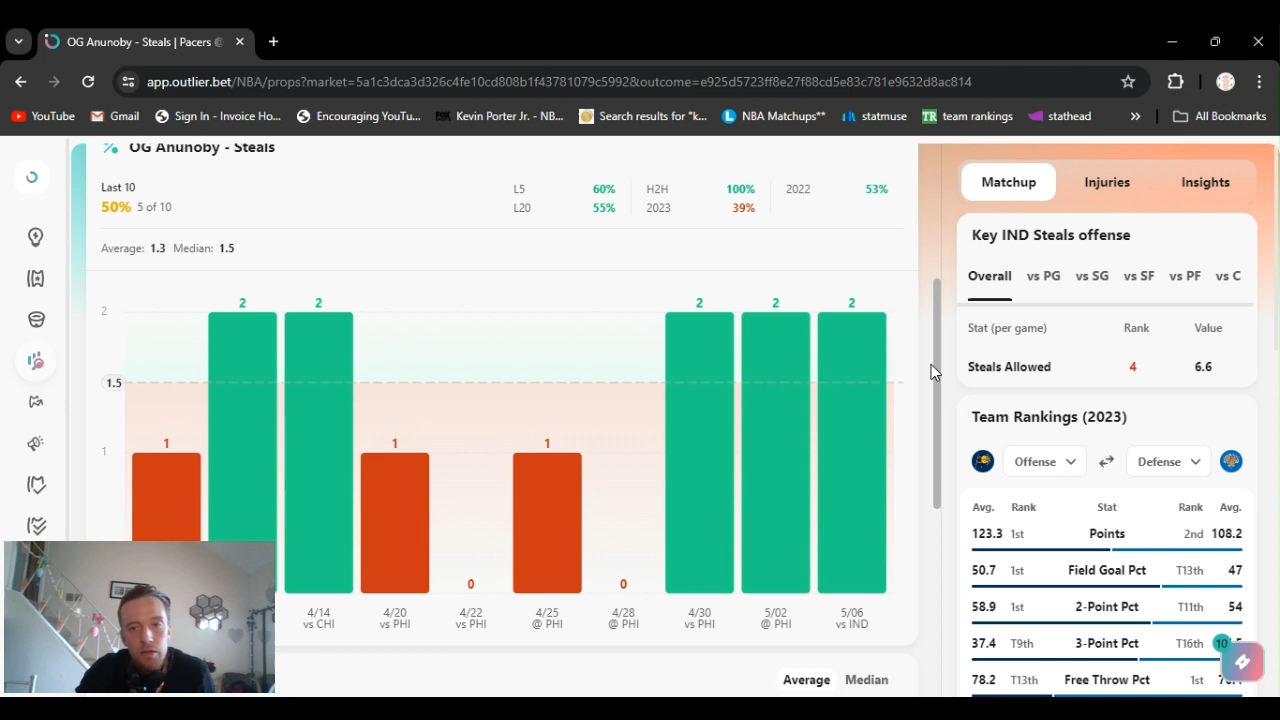 OG Anunoby - Steals | Pacers @
app.outlier.bet/NBA/props?market=5a1c3dca3d326c4fe10cd808b1f43781079c5992&outcome=e925d5723ff8e27f88cd5e83c781e9632d8ac814
YouTube Gmail Sign In - Invoice Ho... Encouraging YouTu... FOX Kevin Porter Jr. - NB... Search results for "k... L NBA Matchups** statmuse TR team rankings stathead » All Bookmarks
OG Anunoby - Steals
Last 10
50% 5 of 10
L5 60% H2H 100% 2022 53%
L20 55% 2023 39%
Average: 1.3 Median: 1.5
2
1.5
1
1
2
2
1
0
1
0
2
2
2
4/14 4/20 4/22 4/25 4/28 4/30 5/02 5/06
vs CHI vs PHI vs PHI @ PHI @ PHI vs PHI @ PHI vs IND
Average Median
Matchup Injuries Insights
Key IND Steals offense
Overall vs PG vs SG vs SF vs PF vs C
Stat (per game) Rank Value
Steals Allowed 4 6.6
Team Rankings (2023)
Offense Defense
Avg. Rank Stat Rank Avg.
123.3 1st Points 2nd 108.2
50.7 1st Field Goal Pct T13th 47
58.9 1st 2-Point Pct T11th 54
37.4 T9th 3-Point Pct T16th
78.2 T13th Free Throw Pct 1st